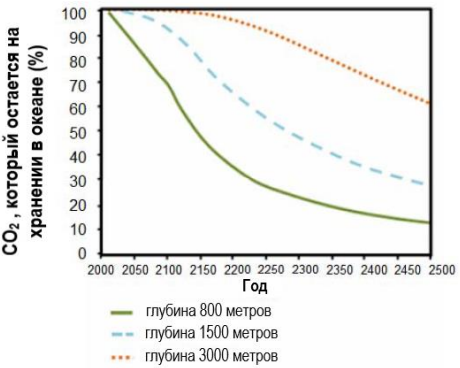 CO₂ , который остается на
хранении в океане (%)
100
90
80
70
60
50
40
30
20
10
0
2000 2050 2100 2150 2200 2250 2300 2350 2400 2450 2500
Год
глубина 800 метров
глубина 1500 метров
глубина 3000 метров